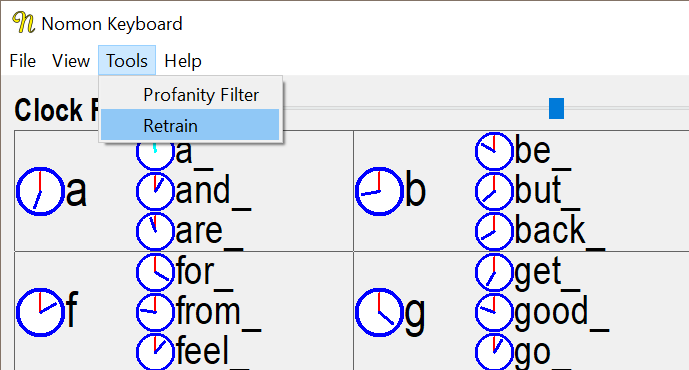 Nomon Keyboard
File View Tools Help
Profanity Filter
Clock
Retrain
a
a_
and_
are_
b
be_
but_
back_
f
for_
from_
feel_
g
get_
good_
go_